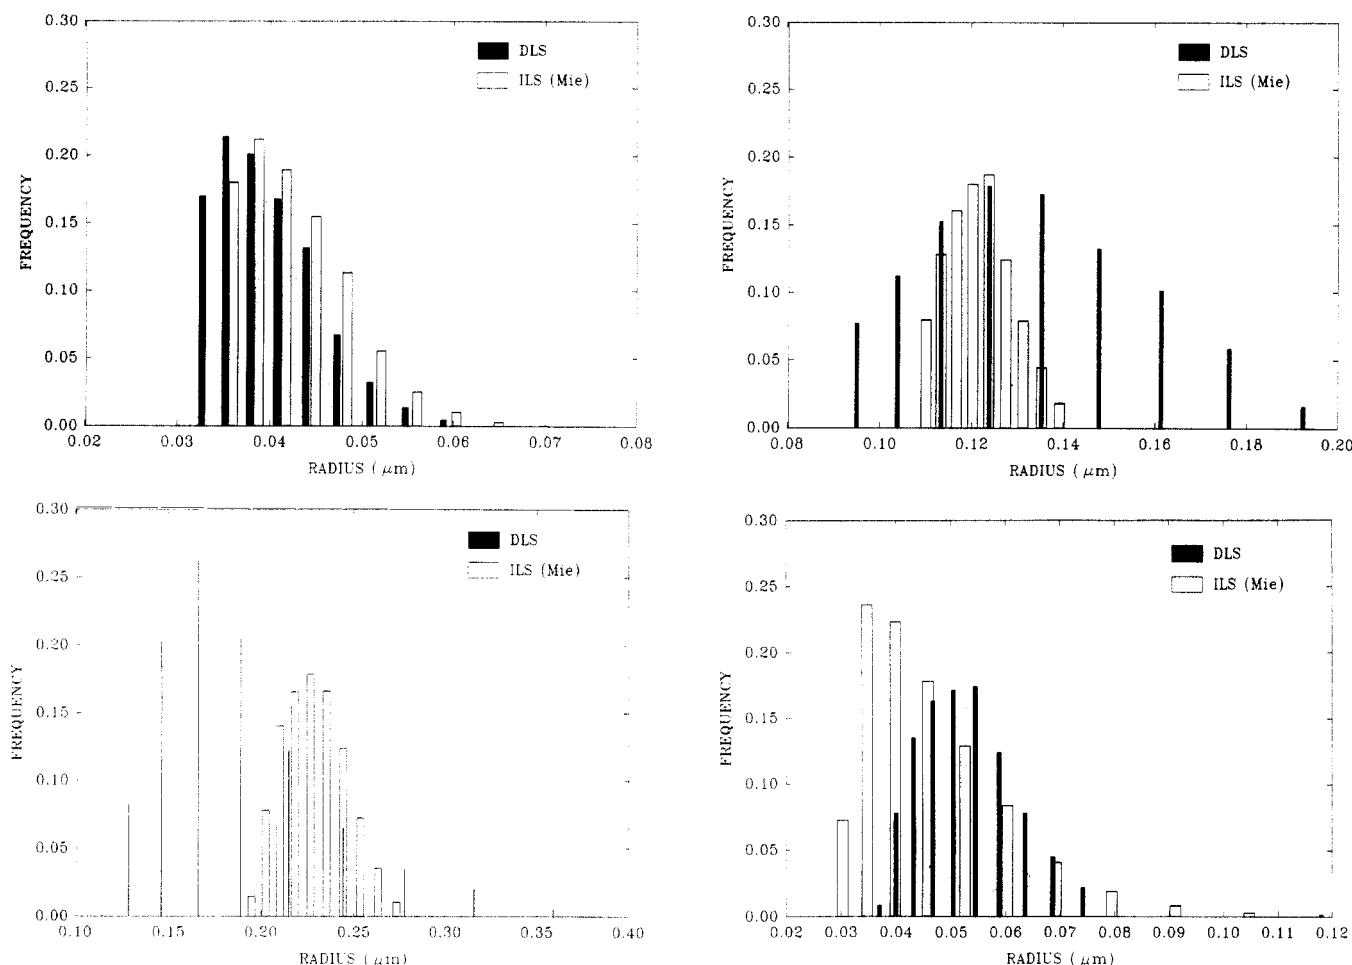 0.30
0.25
0.20
0.15
0.10
0.05
0.00
FREQUENCY
DLS
ILS (Mie)
0.02 0.03 0.04 0.05 0.06 0.07 0.08
RADIUS ( μm)
0.30
0.25
0.20
0.15
0.10
0.05
0.00
FREQUENCY
DLS
ILS (Mie)
0.08 0.10 0.12 0.14 0.16 0.18 0.20
RADIUS ( μm)
0.30
0.25
0.20
0.15
0.10
0.05
0.00
FREQUENCY
DLS
ILS (Mie)
0.10 0.15 0.20 0.25 0.30 0.35 0.40
RADIUS ( μm)
0.30
0.25
0.20
0.15
0.10
0.05
0.00
FREQUENCY
DLS
ILS (Mie)
0.02 0.03 0.04 0.05 0.06 0.07 0.08 0.09 0.10 0.11 0.12
RADIUS ( μm)